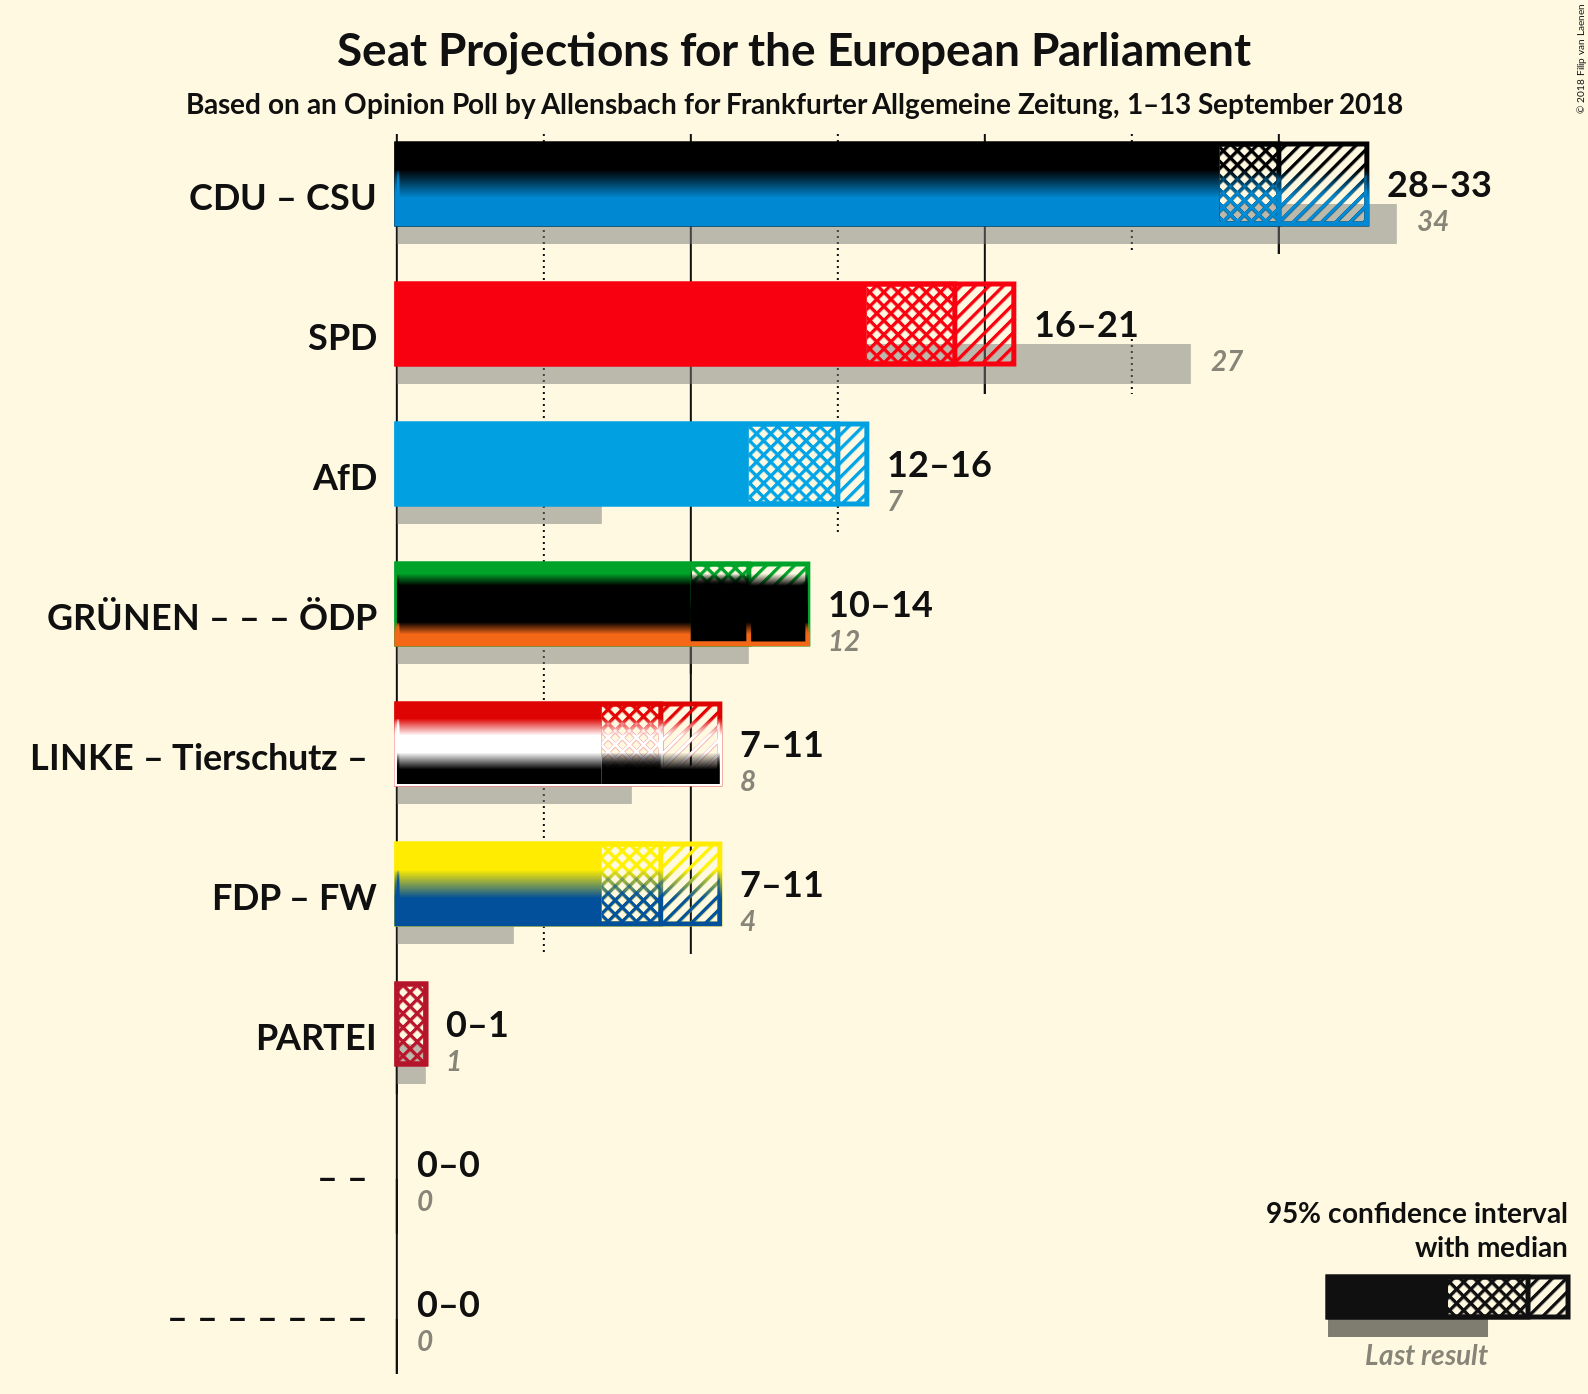 Seat Projections for the European Parliament
Based on an Opinion Poll by Allensbach for Frankfurter Allgemeine Zeitung, 1–13 September 2018
© 2018 Filip van Laenen
CDU – CSU
28–33
34
SPD
16–21
27
AfD
12–16
7
GRÜNEN – – – ÖDP
10–14
12
LINKE – Tierschutz –
7–11
8
FDP – FW
7–11
4
PARTEI
0–1
1
– –
0–0
0
– – – – – – –
0–0
0
95% confidence interval
with median
Last result